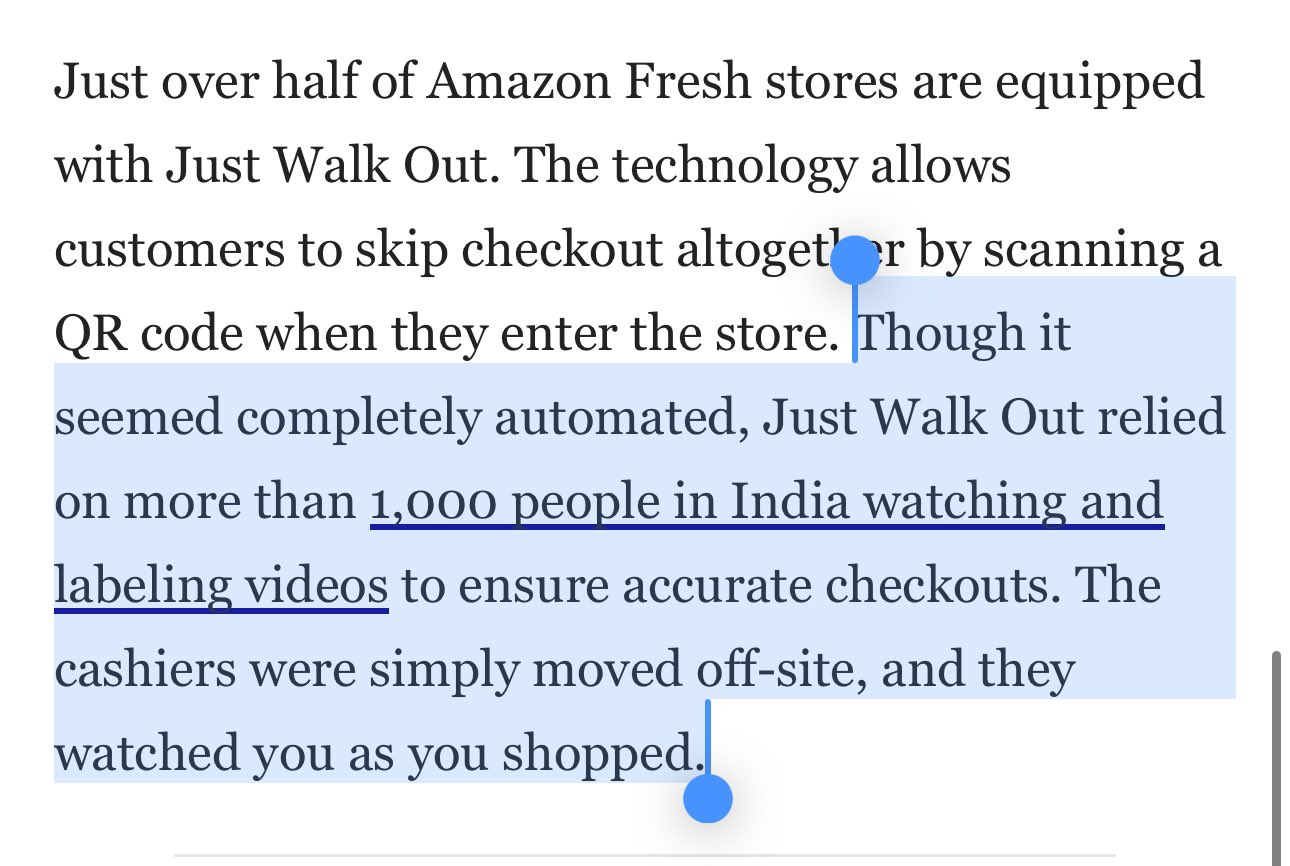 Just over half of Amazon Fresh stores are equipped
with Just Walk Out. The technology allows
customers to skip checkout altogether by scanning a
QR code when they enter the store. Though it
seemed completely automated, Just Walk Out relied
on more than 1,000 people in India watching and
labeling videos to ensure accurate checkouts. The
cashiers were simply moved off-site, and they
watched you as you shopped.